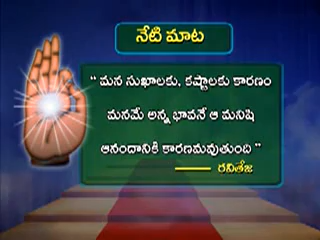 నేటి మాట
“ మన సుఖాలకు, కష్టాలకు కారణం
మనమే అన్న భావనే ఆ మనిషి
ఆనందానికి కారణమవుతుంది ”
రవితేజ